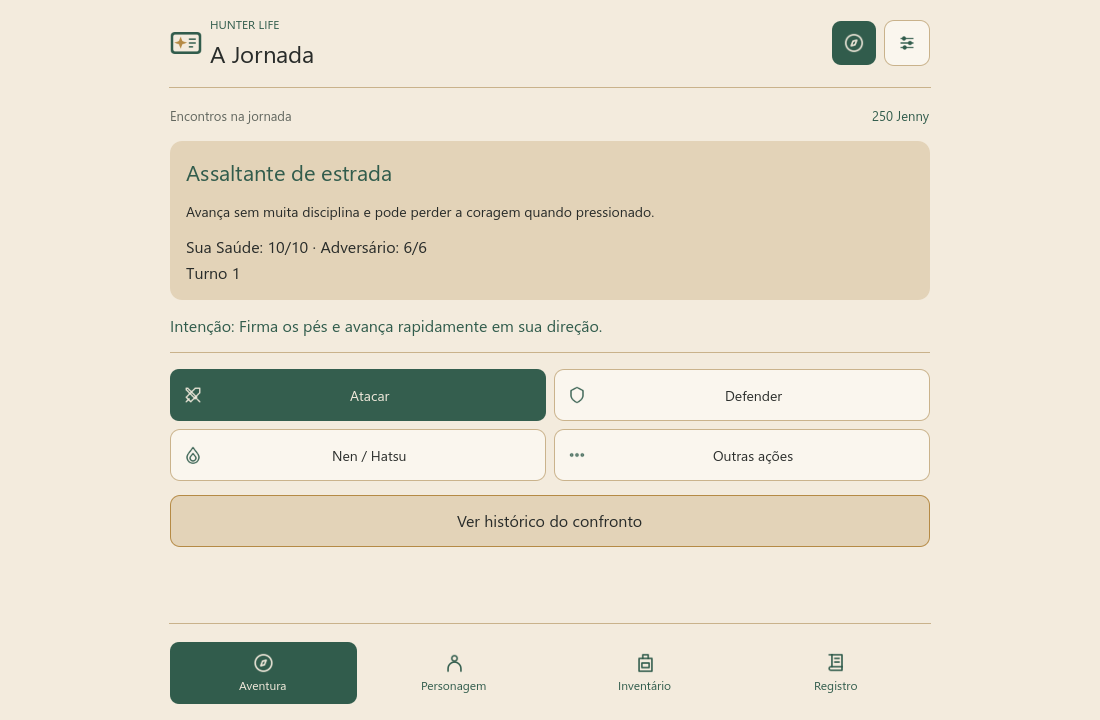 HUNTER LIFE
A Jornada
Encontros na jornada
250 Jenny
Assaltante de estrada
Avança sem muita disciplina e pode perder a coragem quando pressionado.
Sua Saúde: 10/10 · Adversário: 6/6
Turno 1
Intenção: Firma os pés e avança rapidamente em sua direção.
Atacar
Defender
Nen / Hatsu
Outras ações
Ver histórico do confronto
Aventura
Personagem
Inventário
Registro